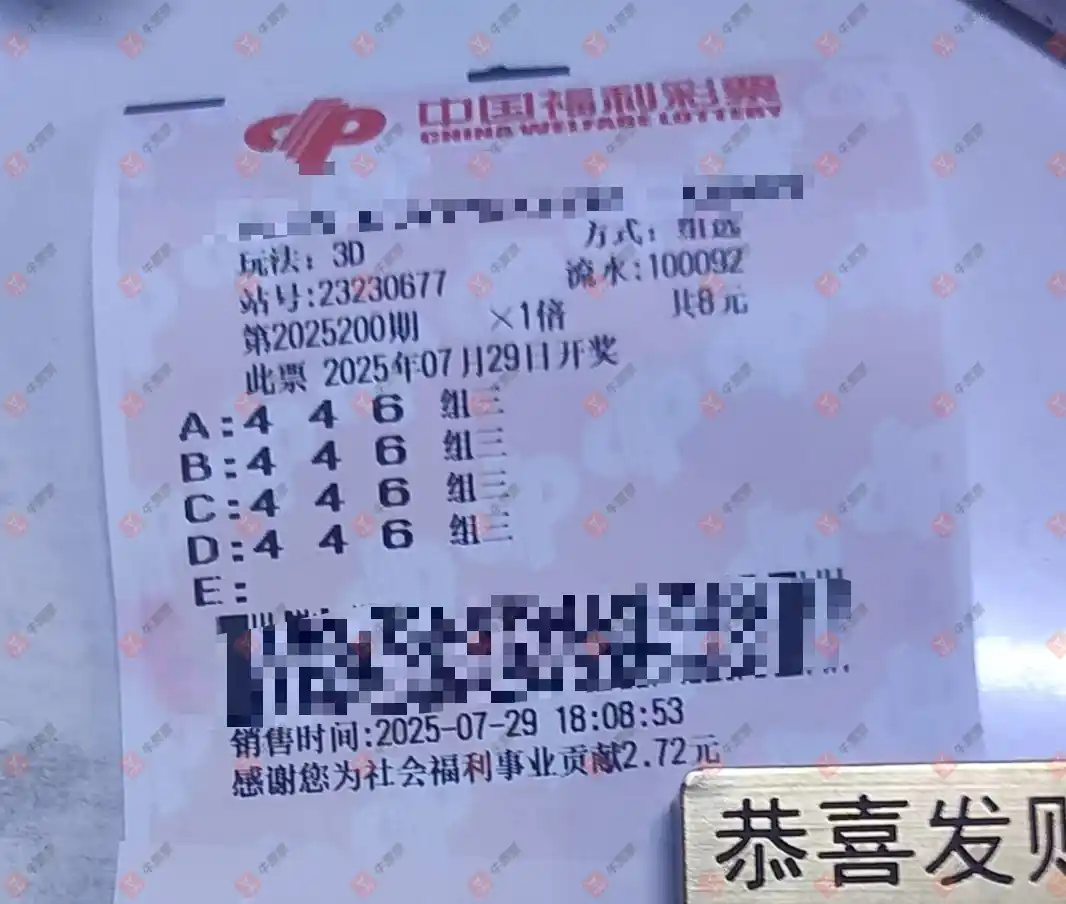 中国福利彩票
CHINA WELFARE LOTTERY
玩法：3D 方式：组选
站号:23230677 流水:100092
第2025200期 ×1倍 共8元
此票 2025年07月29日开奖
A:4 4 6 组三
B:4 4 6 组三
C:4 4 6 组三
D:4 4 6 组三
E:
销售时间:2025-07-29 18:08:53
感谢您为社会福利事业贡献2.72元
恭喜发财